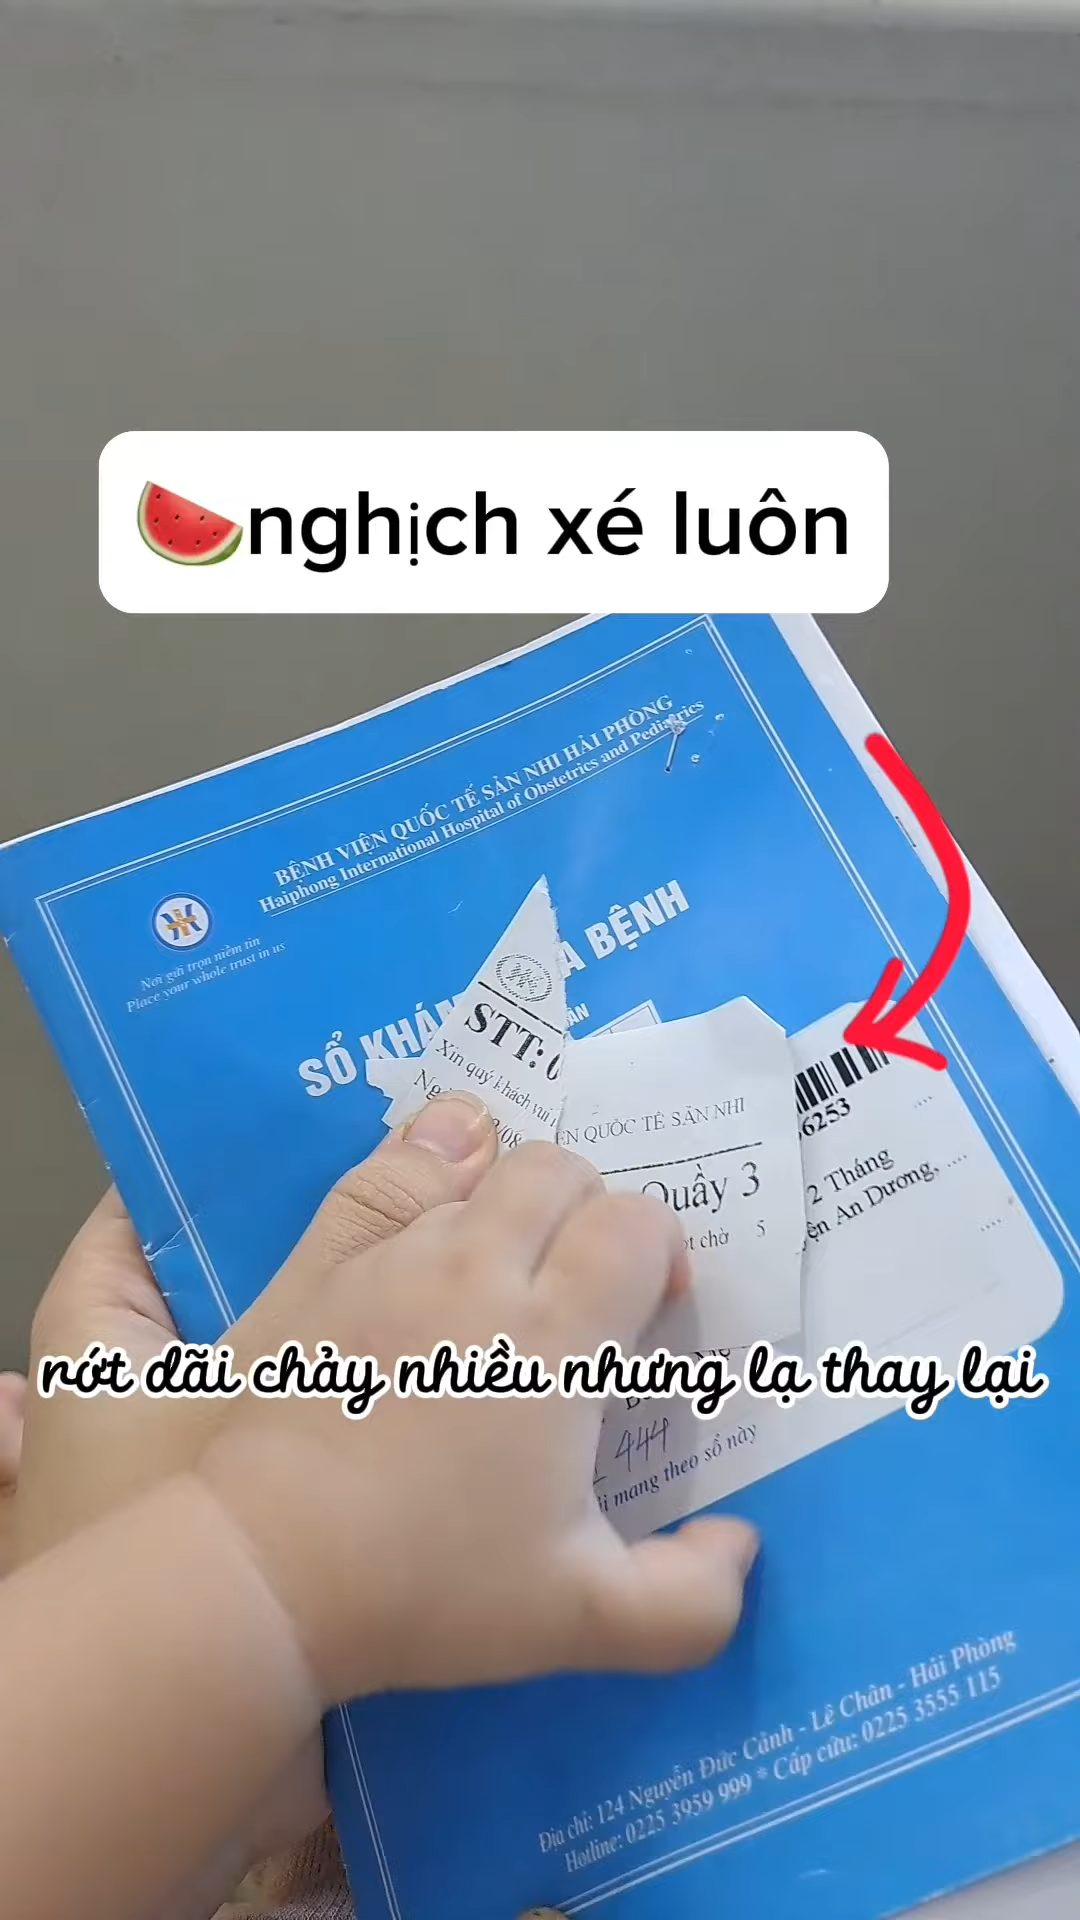 nghịch xé luôn
BỆNH VIỆN QUỐC TẾ SẢN NHI HẢI PHÒNG
Haiphong International Hospital of Obstetrics and Pediatrics
Nơi gửi trọn niềm tin
Place your whole trust in us
SỔ KHÁM A BỆNH
STT: 0
Xin quý khách vui
QUỐC TẾ SẢN NHI
Quầy 3
chờ 5
6253
2 Tháng
An Dương, ....
....
....
rớt dãi chảy nhiều nhưng lạ thay lại
444
mang theo sổ này
Địa chỉ: 124 Nguyễn Đức Cảnh - Lê Chân - Hải Phòng
Hotline: 0225 3959 999 * Cấp cứu: 0225 3555 115